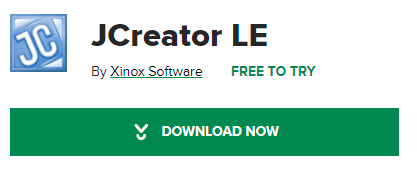 JC
JCreator LE
By Xinox Software FREE TO TRY
DOWNLOAD NOW